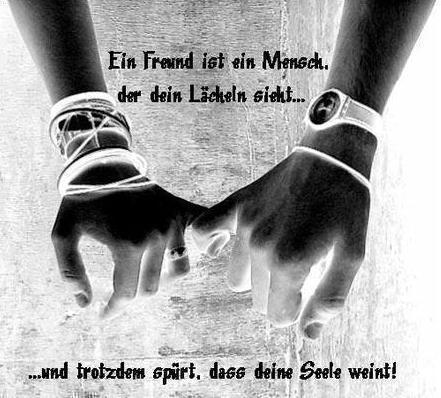 Ein Freund ist ein Mensch,
der dein Lächeln sieht...
...und trotzdem spürt, dass deine Seele weint!